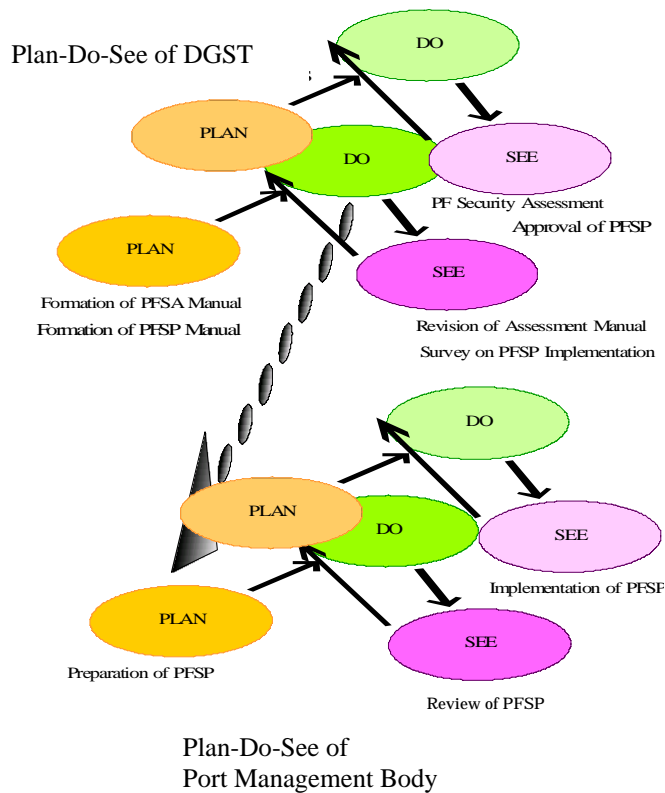 DO
Plan-Do-See of DGST
PLAN
DO
SEE
PF Security Assessment
Approval of PFSP
PLAN
SEE
Formation of PFSA Manual
Formation of PFSP Manual
Revision of Assessment Manual
Survey on PFSP Implementation
DO
PLAN
DO
SEE
Implementation of PFSP
PLAN
SEE
Preparation of PFSP
Review of PFSP
Plan-Do-See of
Port Management Body